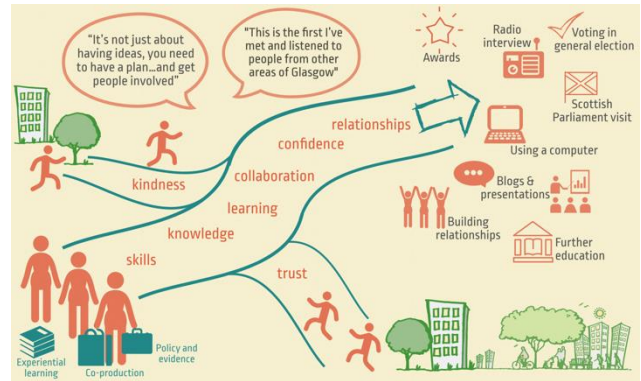 "It's not just about
having ideas, you need
to have a plan...and get
people involved"
"This is the first I've
met and listened to
people from other
areas of Glasgow"
Awards
Radio
interview
Voting in
general election
Scottish
Parliament visit
Using a computer
Blogs &
presentations
Building
relationships
Further
education
relationships
confidence
collaboration
kindness
learning
knowledge
skills
trust
Experiential
learning
Co-production
Policy and
evidence